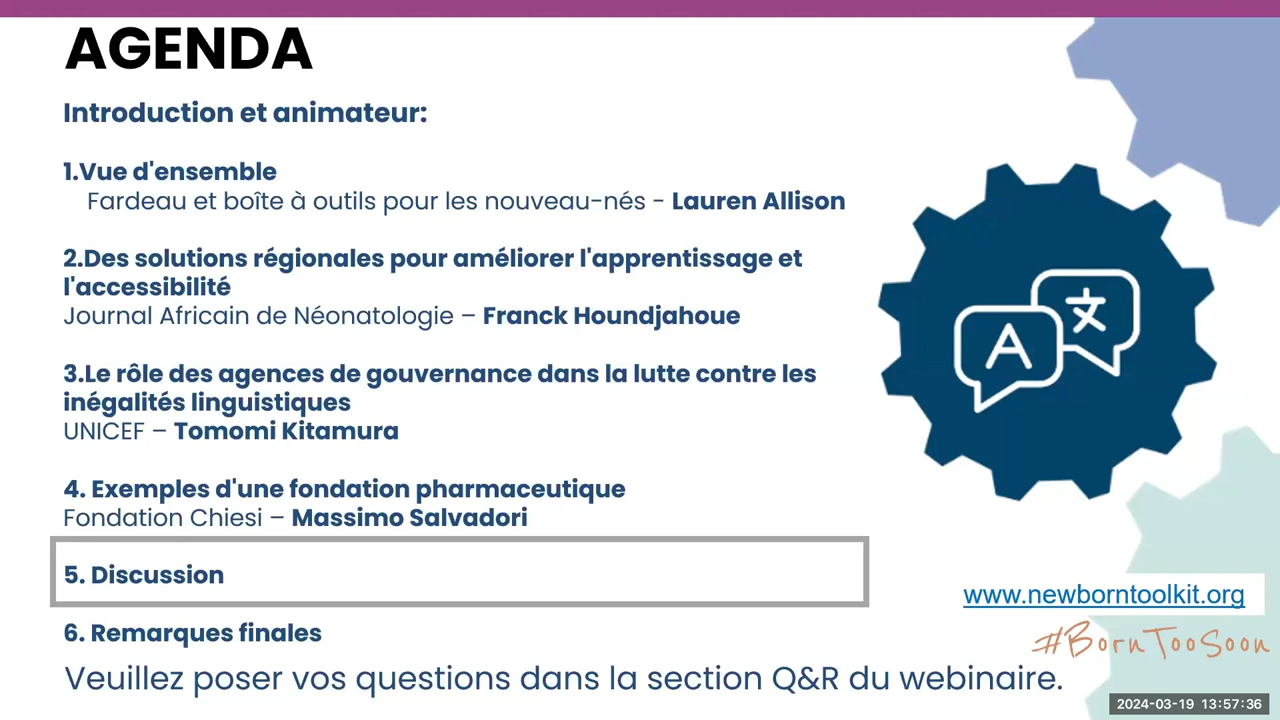 AGENDA
Introduction et animateur:
1.Vue d'ensemble
Fardeau et boîte à outils pour les nouveau-nés - Lauren Allison
2.Des solutions régionales pour améliorer l'apprentissage et
l'accessibilité
Journal Africain de Néonatologie – Franck Houndjahoue
3.Le rôle des agences de gouvernance dans la lutte contre les
inégalités linguistiques
UNICEF – Tomomi Kitamura
4. Exemples d'une fondation pharmaceutique
Fondation Chiesi – Massimo Salvadori
5. Discussion
6. Remarques finales
Veuillez poser vos questions dans la section Q&R du webinaire.
A
文
www.newborntoolkit.org
#BornTooSoon
2024-03-19 13:57:36